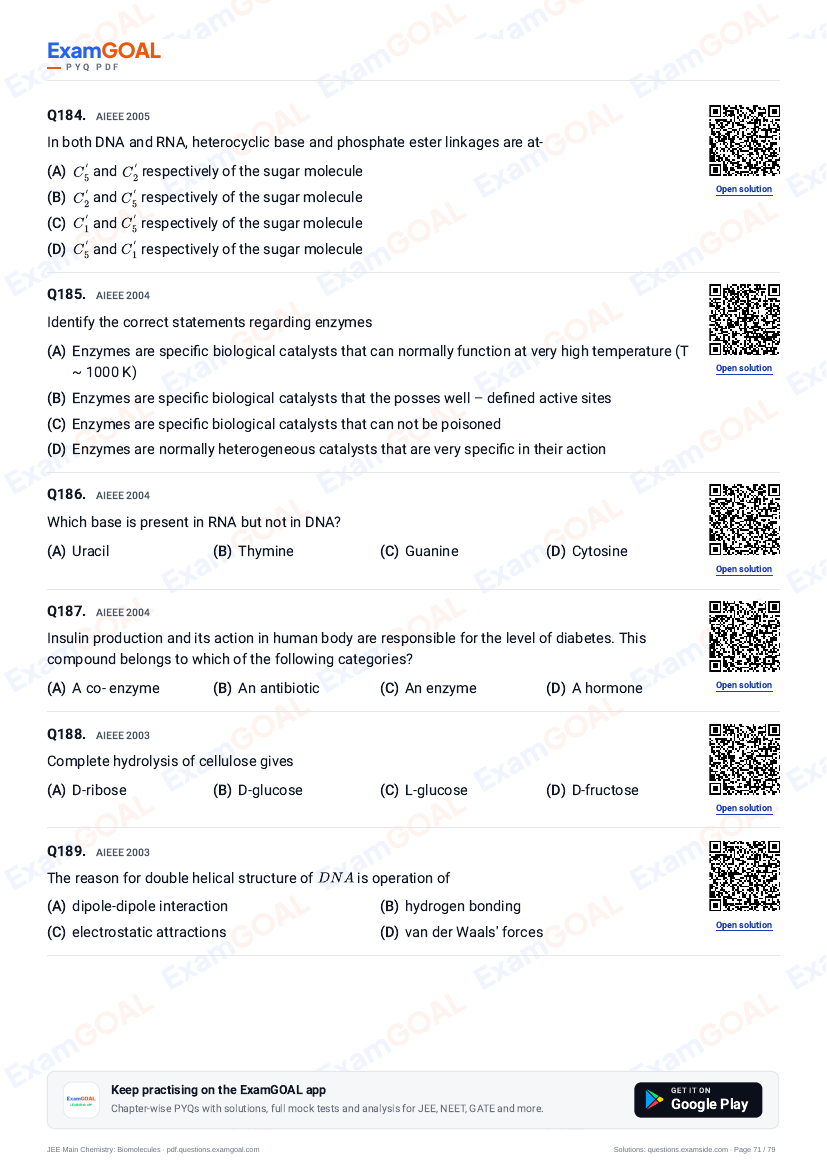 ExamGOAL
PYQ PDF
Q184. AIEEE 2005
In both DNA and RNA, heterocyclic base and phosphate ester linkages are at-
Open solution
(A) C₅′ and C₂′ respectively of the sugar molecule
(B) C₂′ and C₅′ respectively of the sugar molecule
(C) C₁′ and C₅′ respectively of the sugar molecule
(D) C₅′ and C₁′ respectively of the sugar molecule
Q185. AIEEE 2004
Identify the correct statements regarding enzymes
(A) Enzymes are specific biological catalysts that can normally function at very high temperature (T
~ 1000 K)
Open solution
(B) Enzymes are specific biological catalysts that the posses well – defined active sites
(C) Enzymes are specific biological catalysts that can not be poisoned
(D) Enzymes are normally heterogeneous catalysts that are very specific in their action
Q186. AIEEE 2004
Which base is present in RNA but not in DNA?
(A) Uracil (B) Thymine (C) Guanine (D) Cytosine
Open solution
Q187. AIEEE 2004
Insulin production and its action in human body are responsible for the level of diabetes. This
compound belongs to which of the following categories?
(A) A co- enzyme (B) An antibiotic (C) An enzyme (D) A hormone
Open solution
Q188. AIEEE 2003
Complete hydrolysis of cellulose gives
(A) D-ribose (B) D-glucose (C) L-glucose (D) D-fructose
Open solution
Q189. AIEEE 2003
The reason for double helical structure of DNA is operation of
(A) dipole-dipole interaction (B) hydrogen bonding
Open solution
(C) electrostatic attractions (D) van der Waals' forces
Keep practising on the ExamGOAL app
Chapter-wise PYQs with solutions, full mock tests and analysis for JEE, NEET, GATE and more.
GET IT ON
Google Play
JEE Main Chemistry: Biomolecules · pdf.questions.examgoal.com
Solutions: questions.examside.com · Page 71 / 79